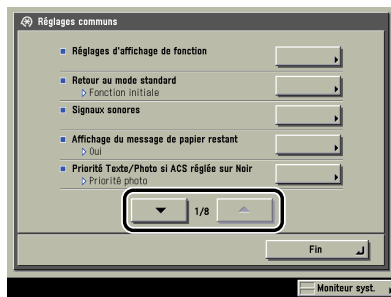 Réglages communs
Réglages d'affichage de fonction
Retour au mode standard
Fonction initiale
Signaux sonores
Affichage du message de papier restant
Oui
Priorité Texte/Photo si ACS réglée sur Noir
Priorité photo
1/8
Fin
Moniteur syst.